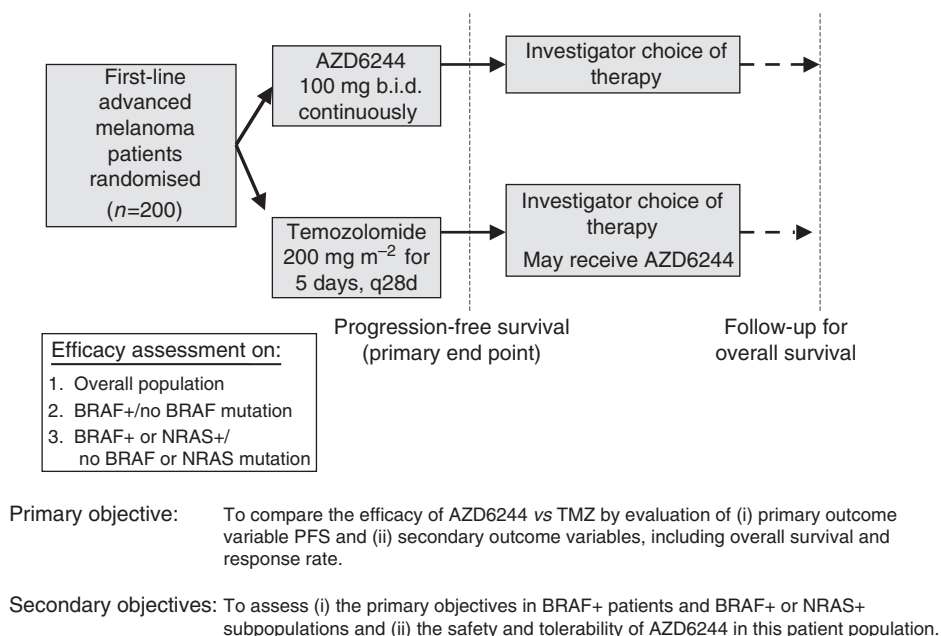 First-line
advanced
melanoma
patients
randomised
(n=200)
AZD6244
100 mg b.i.d.
continuously
Investigator choice of
therapy
Temozolomide
200 mg m⁻² for
5 days, q28d
Investigator choice of
therapy
May receive AZD6244
Progression-free survival
(primary end point)
Follow-up for
overall survival
Efficacy assessment on:
1. Overall population
2. BRAF+/no BRAF mutation
3. BRAF+ or NRAS+/
no BRAF or NRAS mutation
Primary objective: To compare the efficacy of AZD6244 vs TMZ by evaluation of (i) primary outcome
variable PFS and (ii) secondary outcome variables, including overall survival and
response rate.
Secondary objectives: To assess (i) the primary objectives in BRAF+ patients and BRAF+ or NRAS+
subpopulations and (ii) the safety and tolerability of AZD6244 in this patient population.